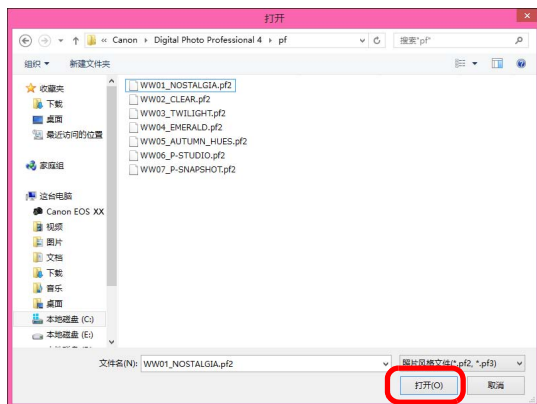 打开
« Canon › Digital Photo Professional 4 › pf
搜索"pf"
组织
新建文件夹
收藏夹
下载
桌面
最近访问的位置
家庭组
这台电脑
Canon EOS XX
视频
图片
文档
下载
音乐
桌面
本地磁盘 (C:)
本地磁盘 (E:)
WW01_NOSTALGIA.pf2
WW02_CLEAR.pf2
WW03_TWILIGHT.pf2
WW04_EMERALD.pf2
WW05_AUTUMN_HUES.pf2
WW06_P-STUDIO.pf2
WW07_P-SNAPSHOT.pf2
文件名(N): WW01_NOSTALGIA.pf2
照片风格文件(*.pf2, *.pf3)
打开(O)
取消